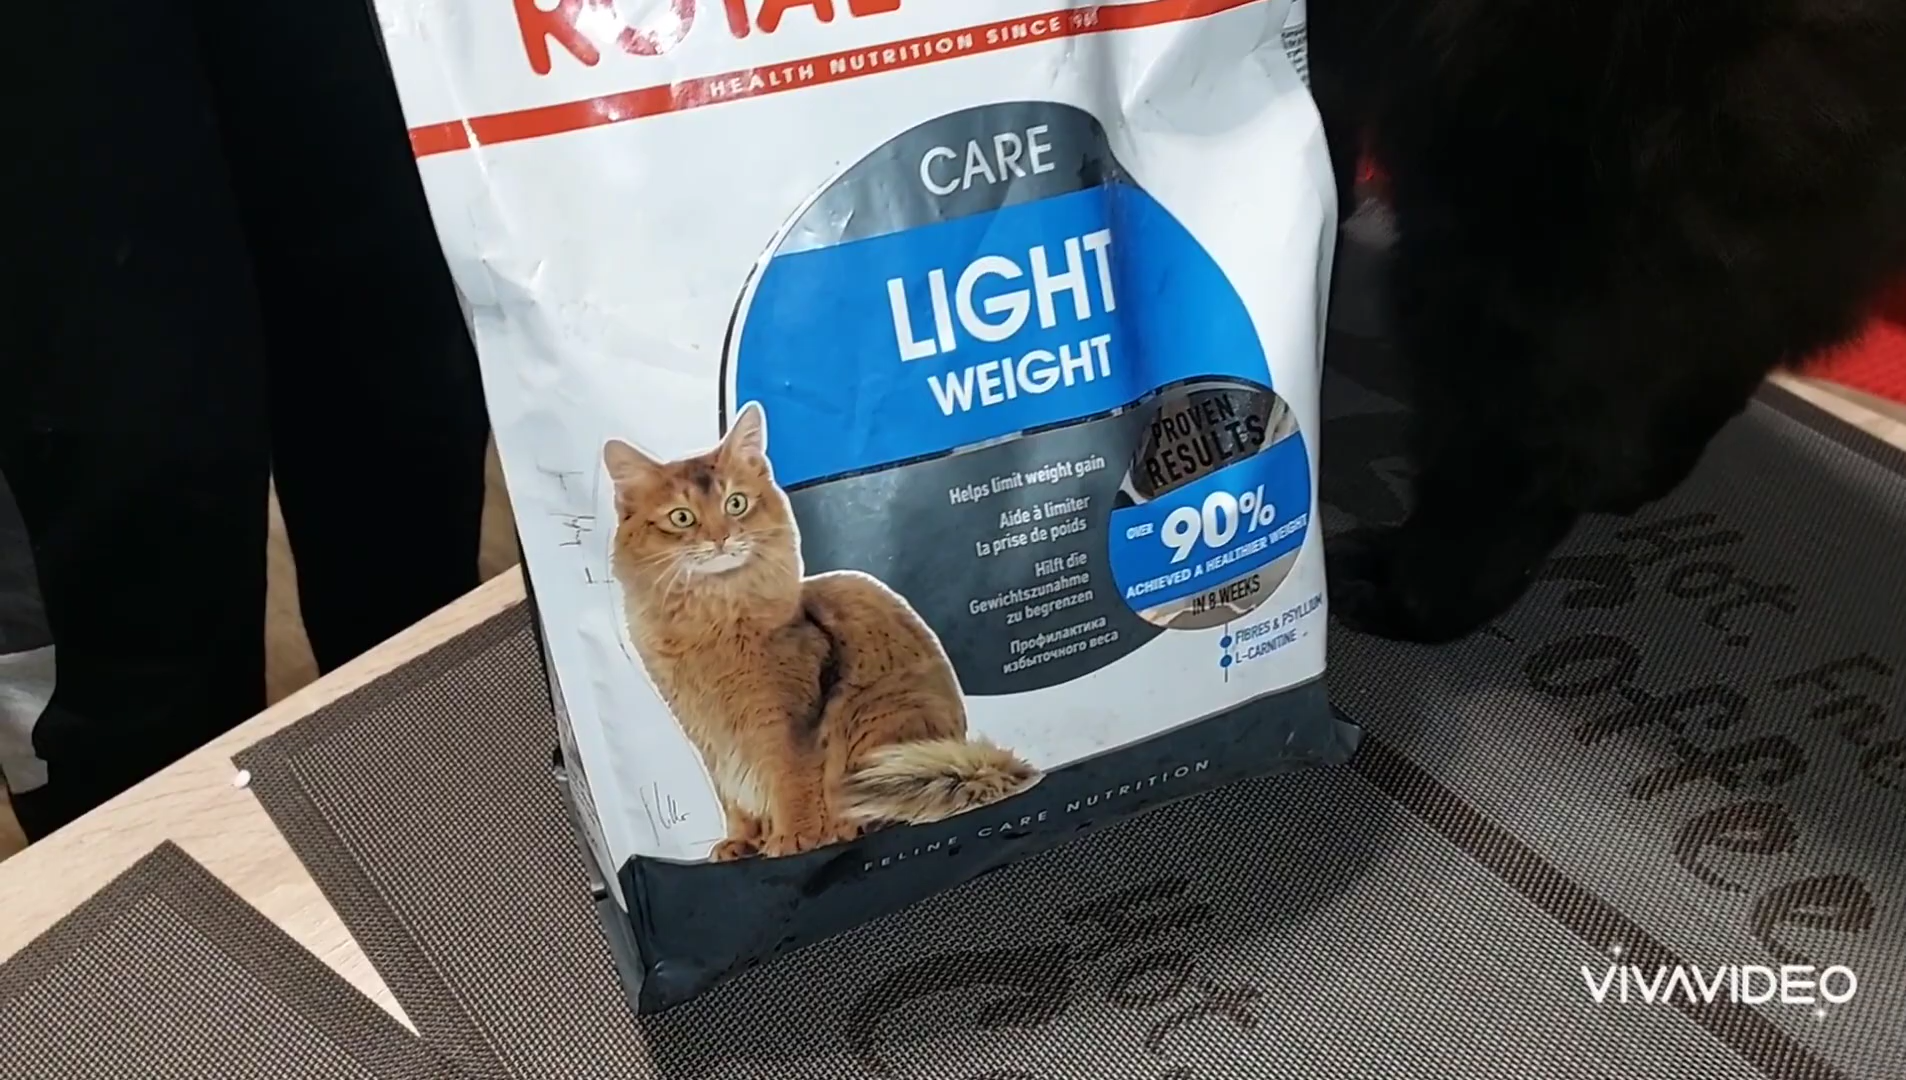 ROYAL
HEALTH NUTRITION SINCE 1968
CARE
LIGHT
WEIGHT
PROVEN
RESULTS
OVER 90%
ACHIEVED A HEALTHIER WEIGHT
IN 8 WEEKS
Helps limit weight gain
Aide à limiter
la prise de poids
Hilft die
Gewichtszunahme
zu begrenzen
Профилактика
избыточного веса
FIBRES & PSYLLIUM
L-CARNITINE
FELINE CARE NUTRITION
VIVAVIDEO